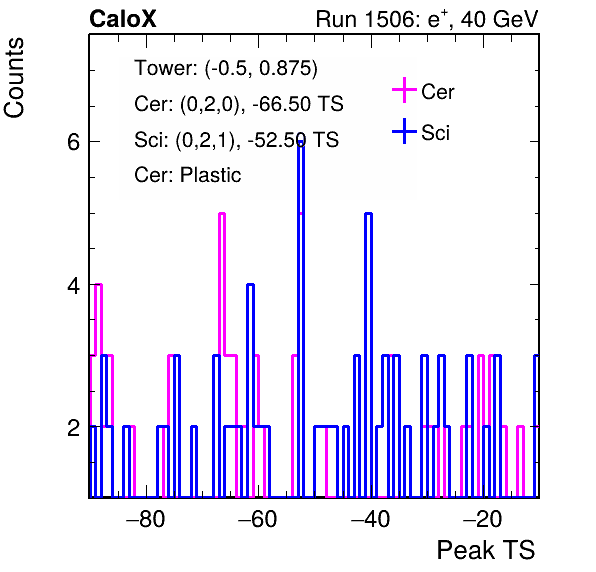 CaloX Run 1506: e⁺, 40 GeV
Counts
Tower: (-0.5, 0.875)
Cer: (0,2,0), -66.50 TS
Sci: (0,2,1), -52.50 TS
Cer: Plastic
Cer
Sci
6
4
2
−80 −60 −40 −20
Peak TS